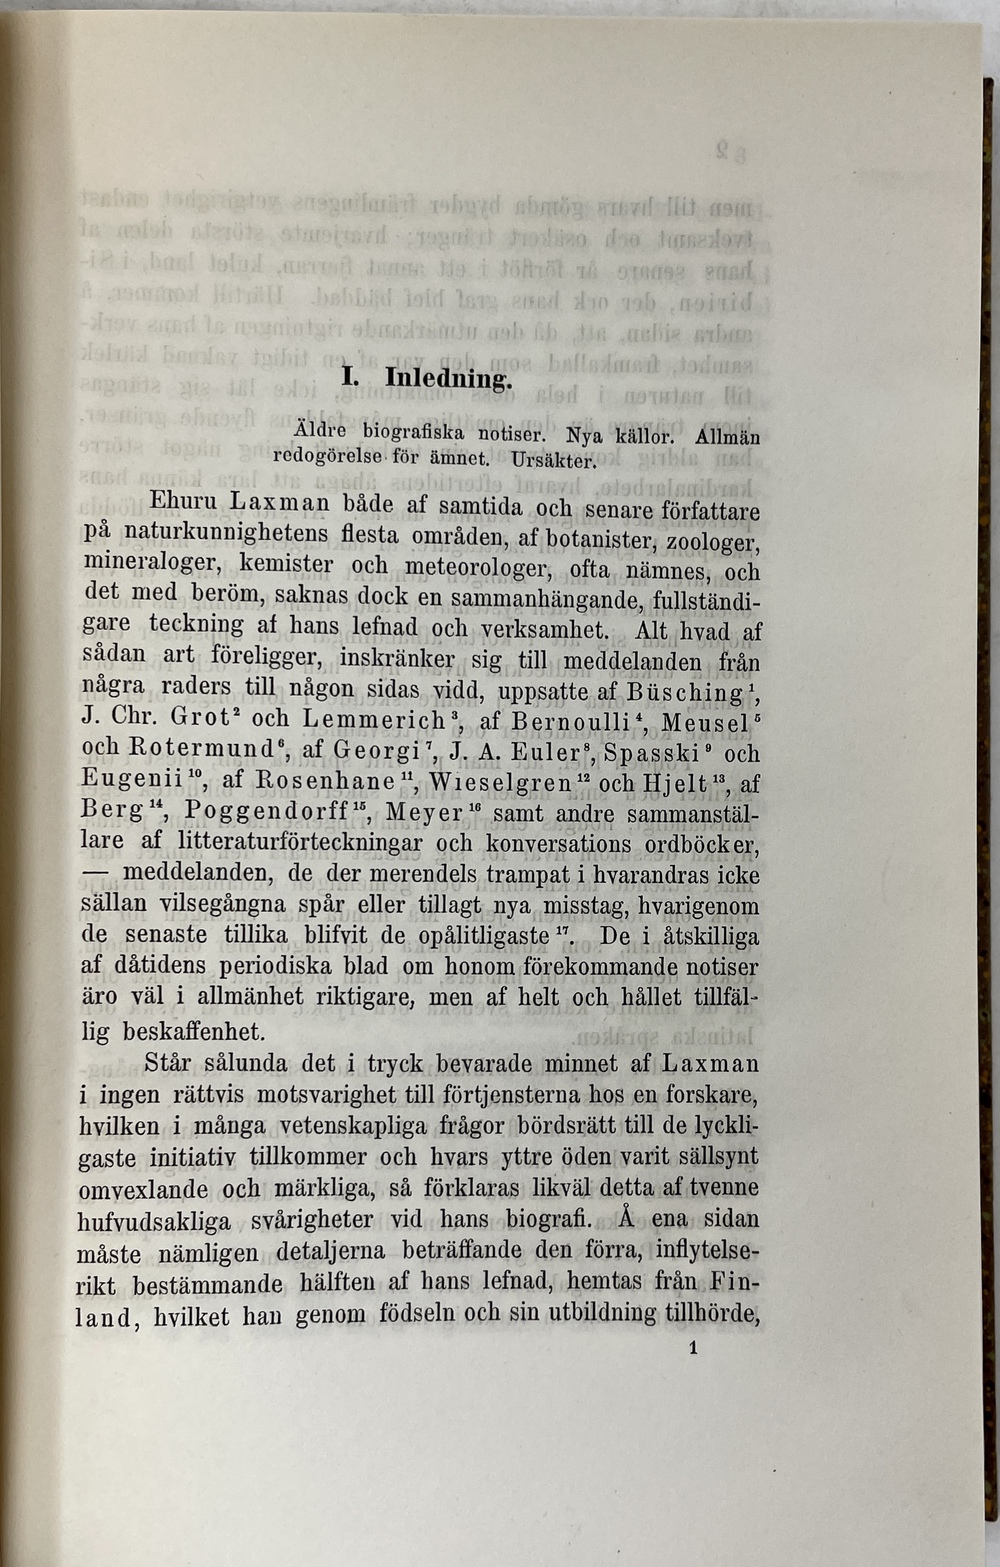 I. Inledning.
Äldre biografiska notiser. Nya källor. Allmän
redogörelse för ämnet. Ursäkter.
Ehuru Laxman både af samtida och senare författare
på naturkunnighetens flesta områden, af botanister, zoologer,
mineraloger, kemister och meteorologer, ofta nämnes, och
det med beröm, saknas dock en sammanhängande, fullständi-
gare teckning af hans lefnad och verksamhet. Alt hvad af
sådan art föreligger, inskränker sig till meddelanden från
några raders till någon sidas vidd, uppsatte af Büsching¹,
J. Chr. Grot² och Lemmerich³, af Bernoulli⁴, Meusel⁵
och Rotermund⁶, af Georgi⁷, J. A. Euler⁸, Spasski⁹ och
Eugenii¹⁰, af Rosenhane¹¹, Wieselgren¹² och Hjelt¹³, af
Berg¹⁴, Poggendorff¹⁵, Meyer¹⁶ samt andre sammanstäl-
lare af litteraturförteckningar och konversations ordböcker,
— meddelanden, de der merendels trampat i hvarandras icke
sällan vilsegångna spår eller tillagt nya misstag, hvarigenom
de senaste tillika blifvit de opålitligaste¹⁷. De i åtskilliga
af dåtidens periodiska blad om honom förekommande notiser
äro väl i allmänhet riktigare, men af helt och hållet tillfäl-
lig beskaffenhet.
Står sålunda det i tryck bevarade minnet af Laxman
i ingen rättvis motsvarighet till förtjensterna hos en forskare,
hvilken i många vetenskapliga frågor bördsrätt till de lyckli-
gaste initiativ tillkommer och hvars yttre öden varit sällsynt
omvexlande och märkliga, så förklaras likväl detta af tvenne
hufvudsakliga svårigheter vid hans biografi. Å ena sidan
måste nämligen detaljerna beträffande den förra, inflytelse-
rikt bestämmande hälften af hans lefnad, hemtas från Fin-
land, hvilket han genom födseln och sin utbildning tillhörde,
1